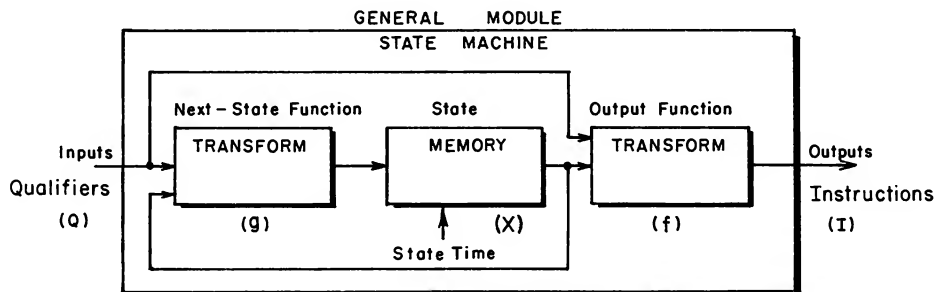 GENERAL MODULE
STATE MACHINE
Next-State Function
State
Output Function
TRANSFORM
MEMORY
TRANSFORM
Inputs
Outputs
Qualifiers
Instructions
(Q)
(g)
(X)
(f)
(I)
State Time